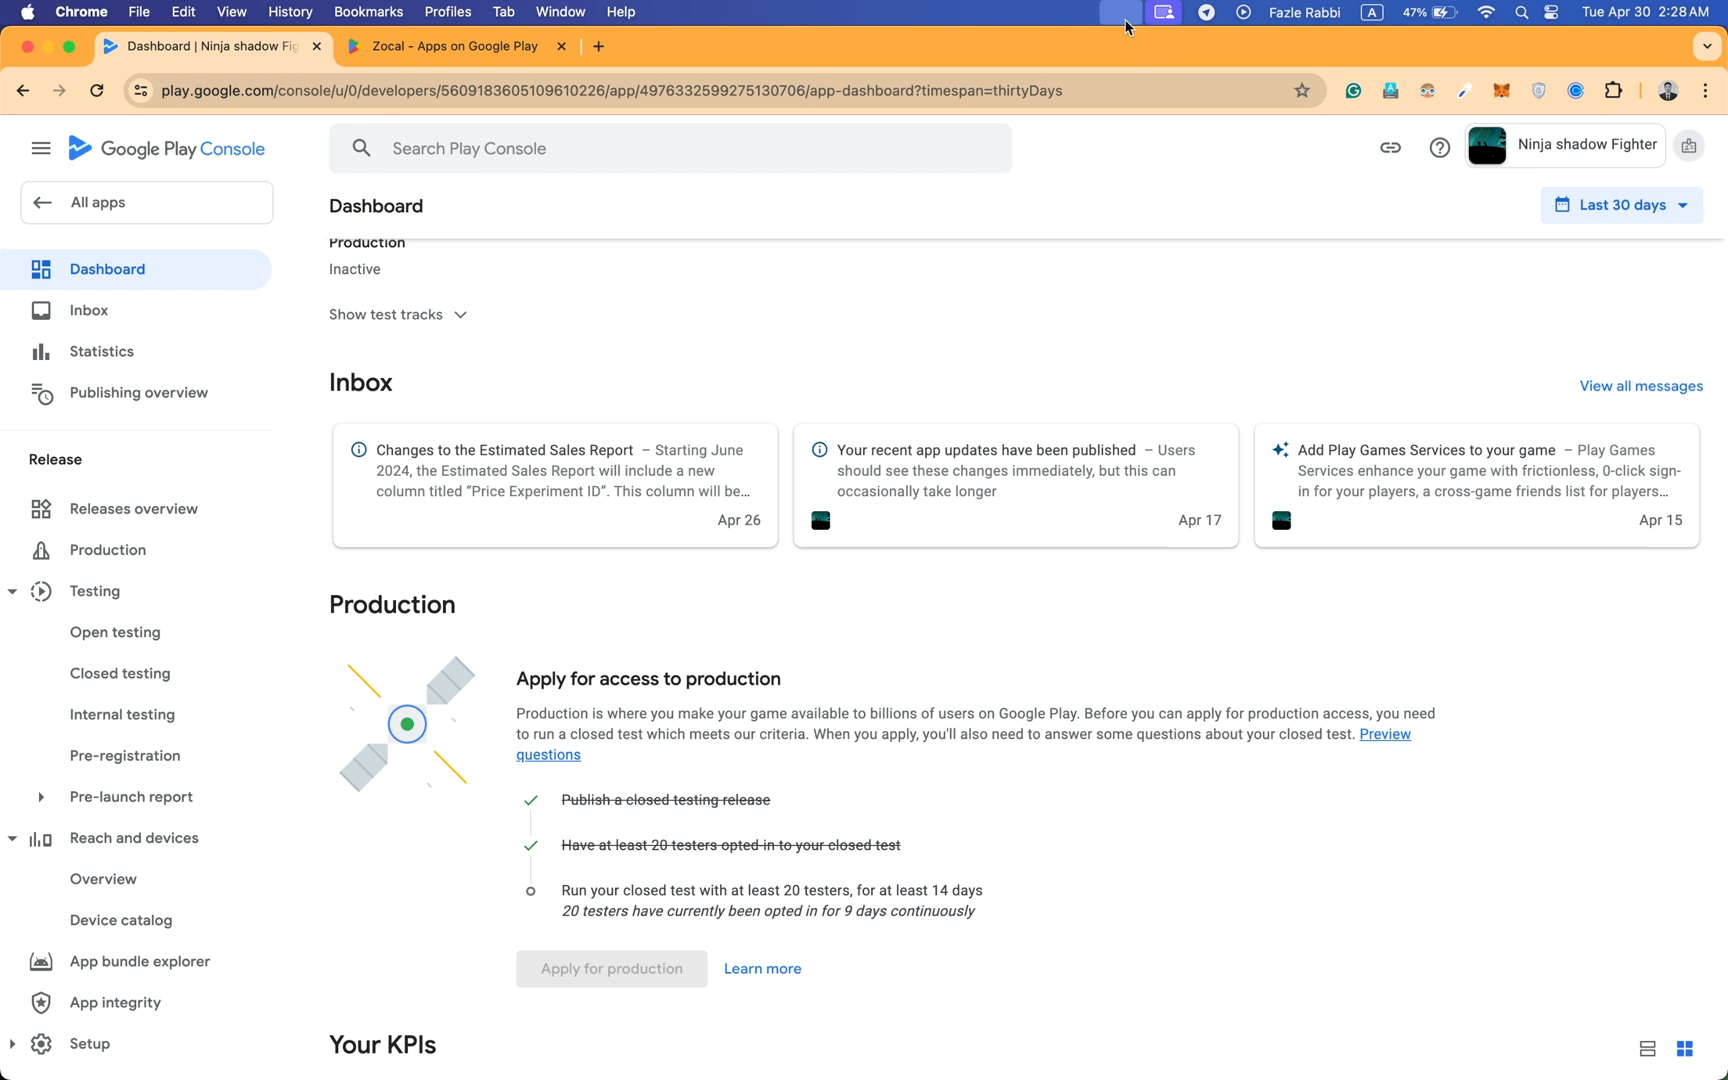 Chrome File Edit View History Bookmarks Profiles Tab Window Help Fazle Rabbi A 47% Tue Apr 30 2:28 AM
Dashboard | Ninja shadow Fig Zocal - Apps on Google Play
play.google.com/console/u/0/developers/5609183605109610226/app/4976332599275130706/app-dashboard?timespan=thirtyDays
Google Play Console
Search Play Console
Ninja shadow Fighter
All apps
Dashboard
Last 30 days
Dashboard
Inbox
Statistics
Publishing overview
Release
Releases overview
Production
Testing
Open testing
Closed testing
Internal testing
Pre-registration
Pre-launch report
Reach and devices
Overview
Device catalog
App bundle explorer
App integrity
Setup
Production
Inactive
Show test tracks
Inbox
View all messages
Changes to the Estimated Sales Report – Starting June
2024, the Estimated Sales Report will include a new
column titled “Price Experiment ID”. This column will be...
Apr 26
Your recent app updates have been published – Users
should see these changes immediately, but this can
occasionally take longer
Apr 17
Add Play Games Services to your game – Play Games
Services enhance your game with frictionless, 0-click sign-
in for your players, a cross-game friends list for players...
Apr 15
Production
Apply for access to production
Production is where you make your game available to billions of users on Google Play. Before you can apply for production access, you need
to run a closed test which meets our criteria. When you apply, you'll also need to answer some questions about your closed test. Preview
questions
Publish a closed testing release
Have at least 20 testers opted-in to your closed test
Run your closed test with at least 20 testers, for at least 14 days
20 testers have currently been opted in for 9 days continuously
Apply for production Learn more
Your KPIs